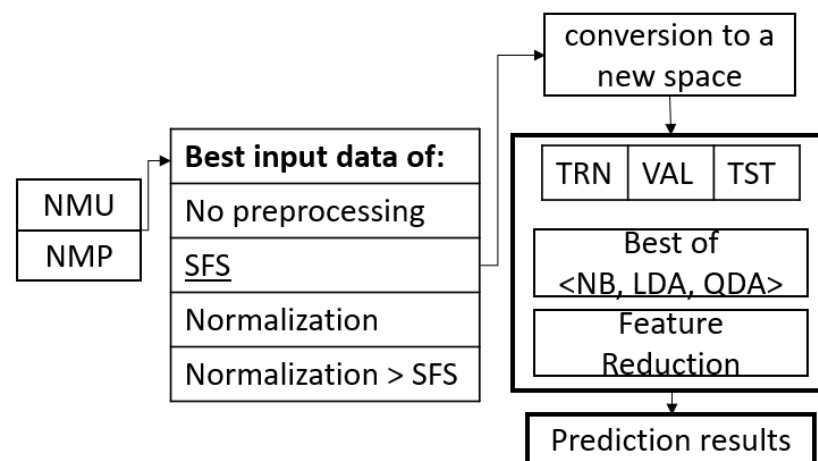 NMU
NMP
Best input data of:
No preprocessing
SFS
Normalization
Normalization > SFS
conversion to a
new space
TRN VAL TST
Best of
<NB, LDA, QDA>
Feature
Reduction
Prediction results